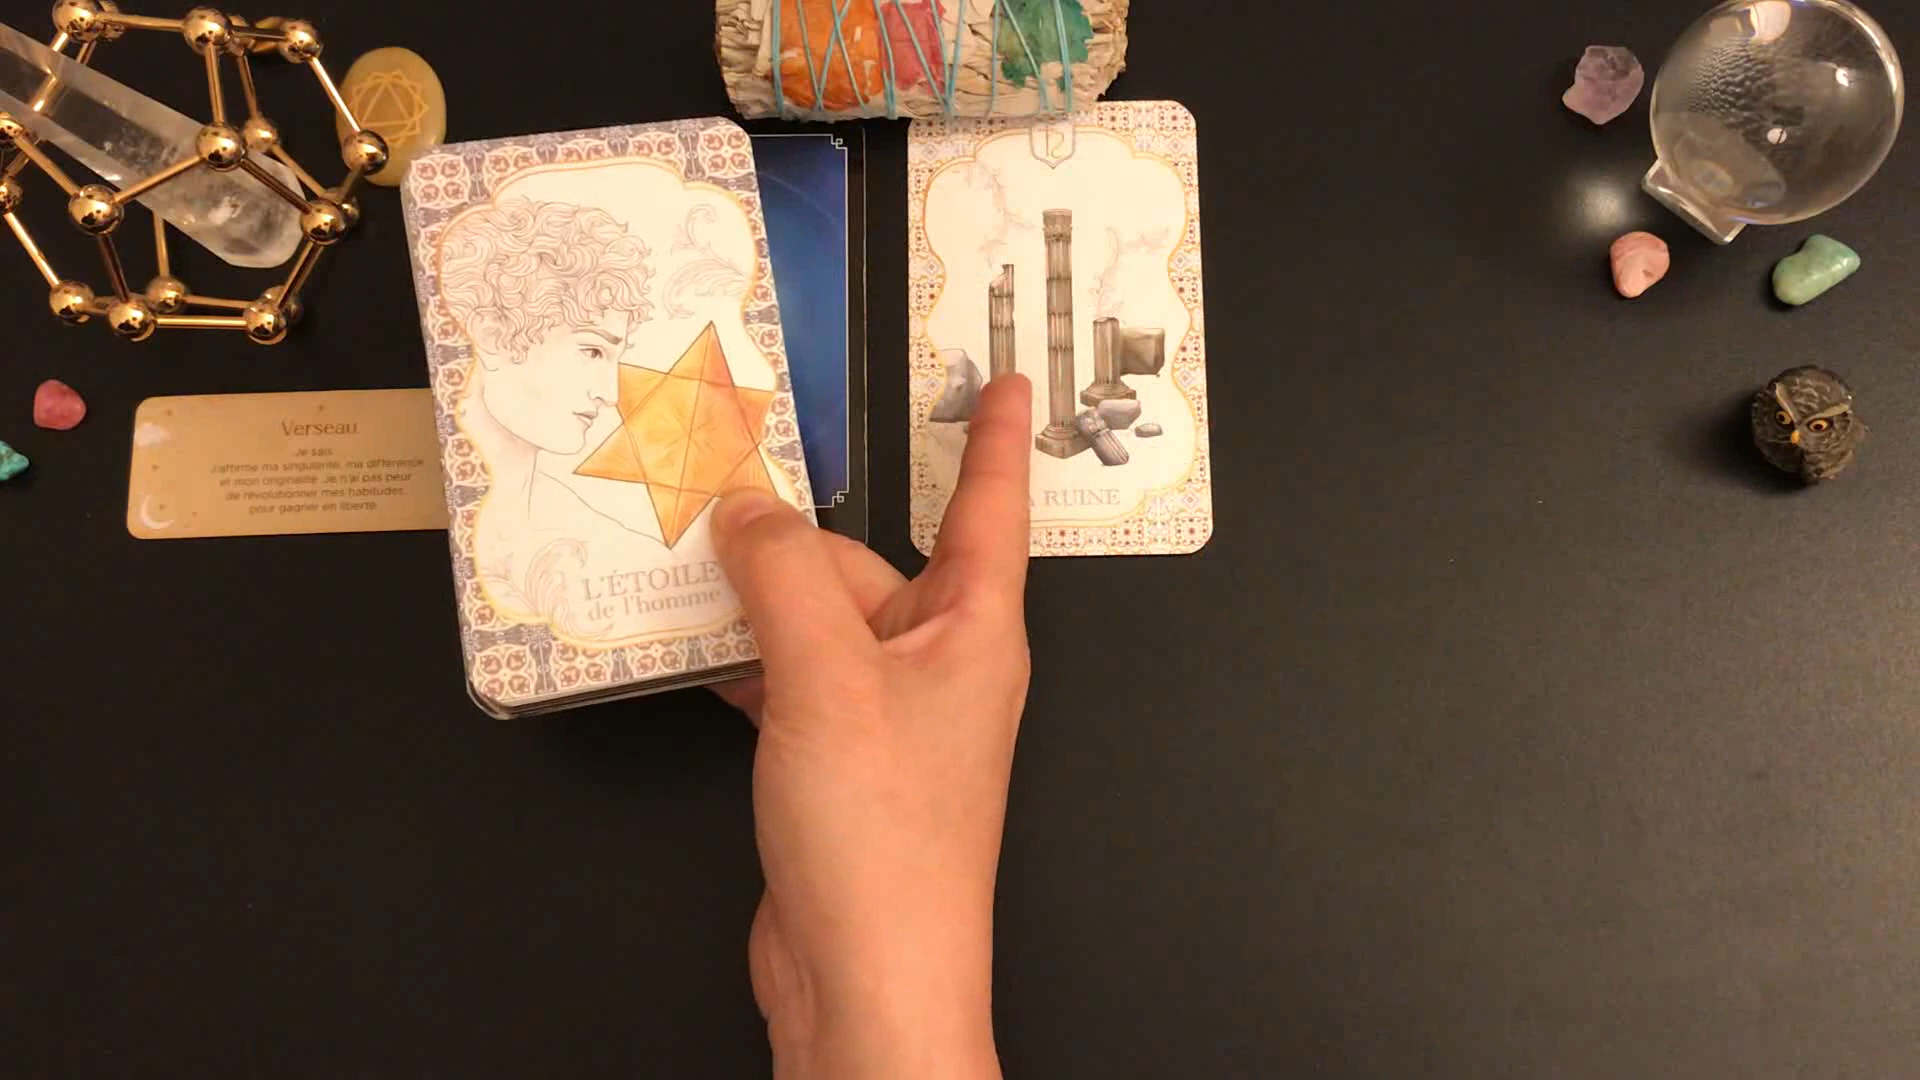 Verseau
Je sais
J'affirme ma singularité, ma différence
et mon originalité. Je n'ai pas peur
de révolutionner mes habitudes
pour gagner en liberté.
L'ÉTOILE
de l'homme
A RUINE